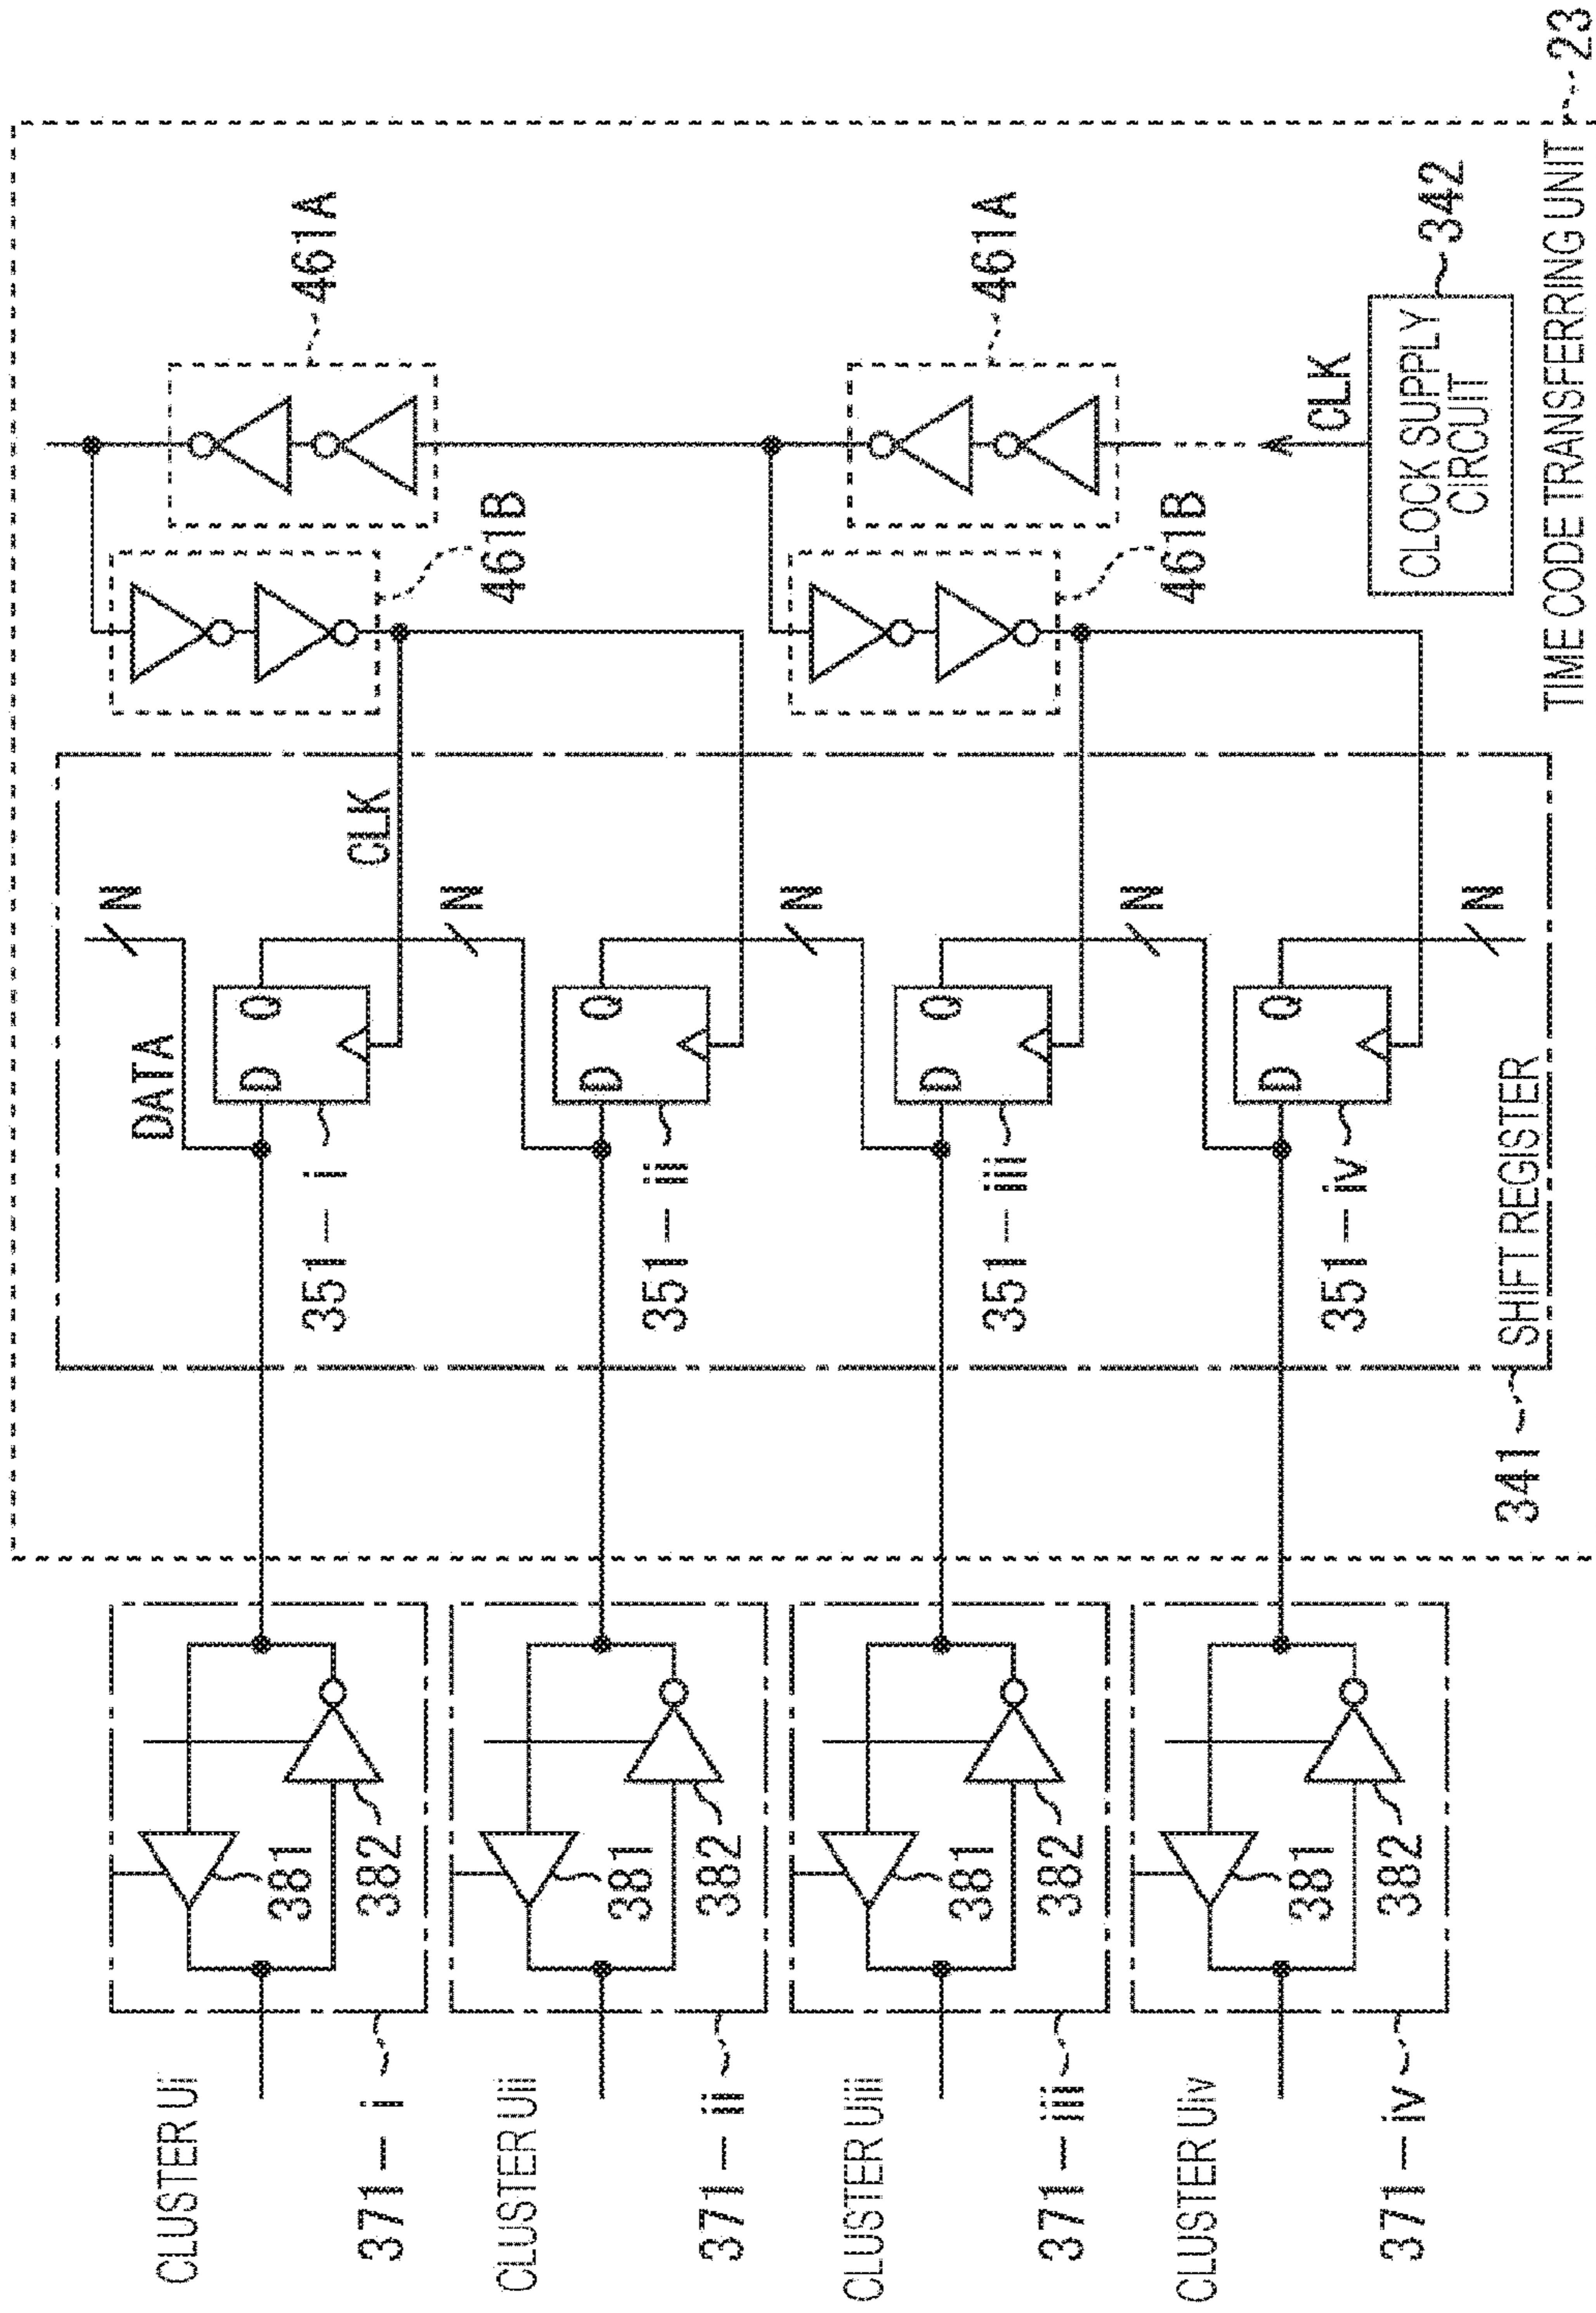 CLUSTER Ui
DATA
N
381
351-i
461A
CLK
371-i
382
N
461B
CLUSTER Uii
381
351-ii
371-ii
382
N
CLUSTER Uiii
381
351-iii
461A
371-iii
382
N
461B
CLUSTER Uiv
381
351-iv
CLK
371-iv
382
CLOCK SUPPLY
CIRCUIT
342
N
341
SHIFT REGISTER
TIME CODE TRANSFERRING UNIT
23
D Q
D Q
D Q
D Q